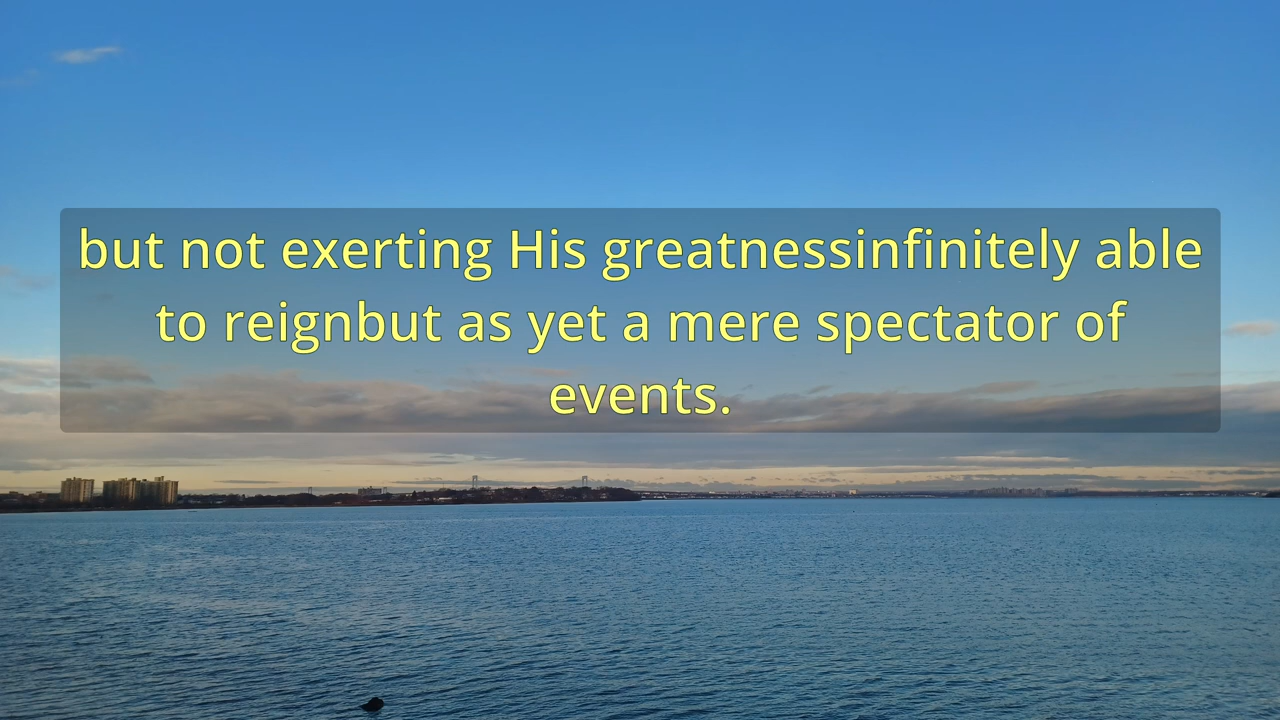 but not exerting His greatnessinfinitely able
to reignbut as yet a mere spectator of
events.